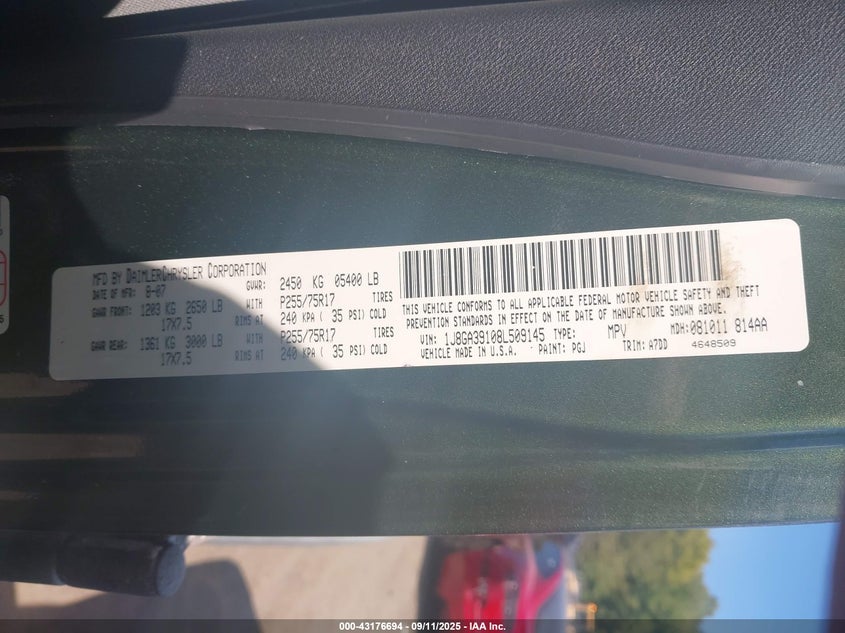 MFD BY DAIMLERCHRYSLER CORPORATION
DATE OF MFR: 8-07 GVWR: 2450 KG 05400 LB
GAWR FRONT: 1203 KG 2650 LB WITH P255/75R17 TIRES
17X7.5 RIMS AT 240 KPA ( 35 PSI) COLD
GAWR REAR: 1361 KG 3000 LB WITH P255/75R17 TIRES
17X7.5 RIMS AT 240 KPA ( 35 PSI) COLD
THIS VEHICLE CONFORMS TO ALL APPLICABLE FEDERAL MOTOR VEHICLE SAFETY AND THEFT
PREVENTION STANDARDS IN EFFECT ON THE DATE OF MANUFACTURE SHOWN ABOVE.
VIN: 1J8GA39108L509145 TYPE: MPV MDH: 081011 814AA
VEHICLE MADE IN U.S.A. PAINT: PGJ TRIM: A7DD 4648509
000-43176694 - 09/11/2025 - IAA Inc.